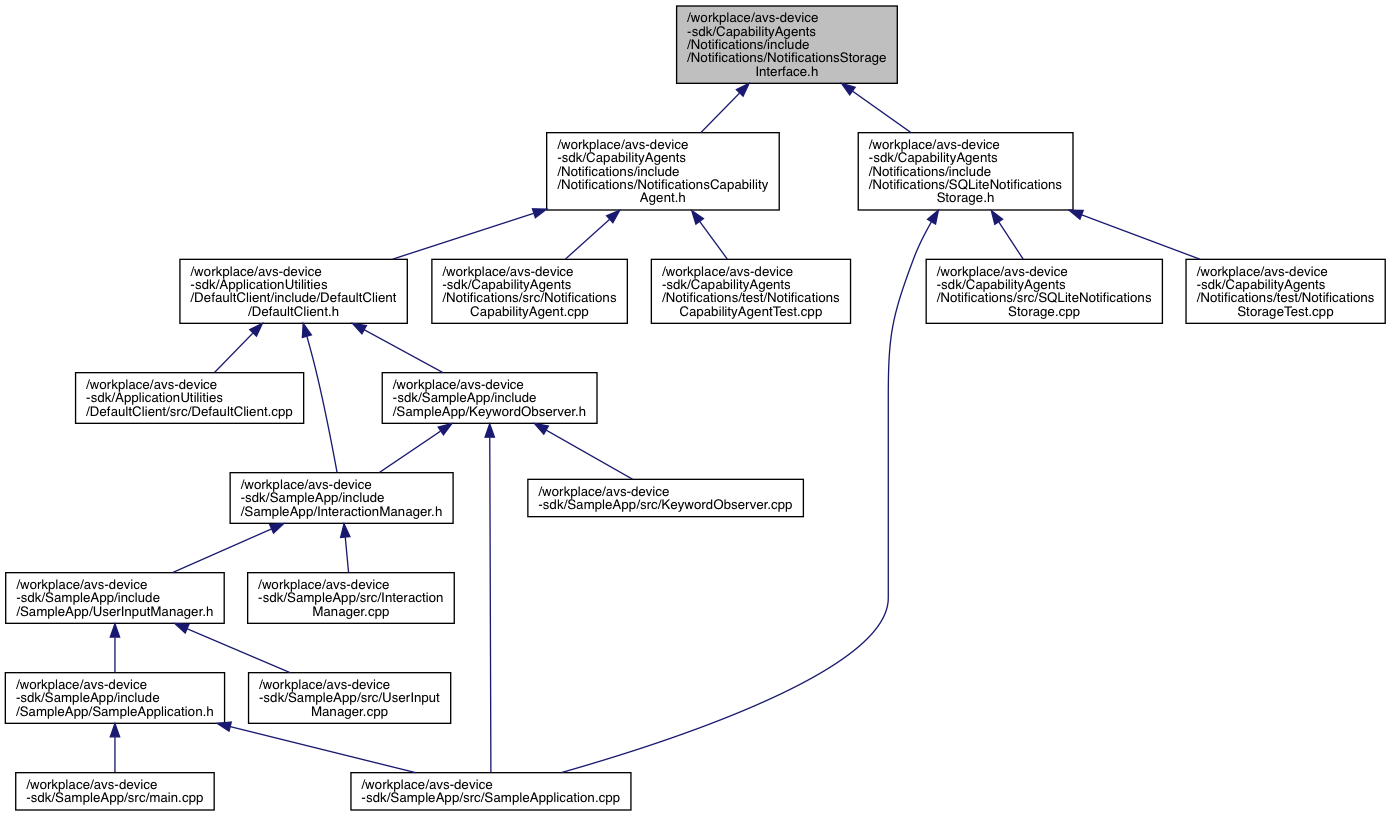 /workplace/avs-device
-sdk/CapabilityAgents
/Notifications/include
/Notifications/NotificationsStorage
Interface.h
/workplace/avs-device
-sdk/CapabilityAgents
/Notifications/include
/Notifications/NotificationsCapability
Agent.h
/workplace/avs-device
-sdk/CapabilityAgents
/Notifications/include
/Notifications/SQLiteNotifications
Storage.h
/workplace/avs-device
-sdk/ApplicationUtilities
/DefaultClient/include/DefaultClient
/DefaultClient.h
/workplace/avs-device
-sdk/CapabilityAgents
/Notifications/src/Notifications
CapabilityAgent.cpp
/workplace/avs-device
-sdk/CapabilityAgents
/Notifications/test/Notifications
CapabilityAgentTest.cpp
/workplace/avs-device
-sdk/CapabilityAgents
/Notifications/src/SQLiteNotifications
Storage.cpp
/workplace/avs-device
-sdk/CapabilityAgents
/Notifications/test/Notifications
StorageTest.cpp
/workplace/avs-device
-sdk/ApplicationUtilities
/DefaultClient/src/DefaultClient.cpp
/workplace/avs-device
-sdk/SampleApp/include
/SampleApp/KeywordObserver.h
/workplace/avs-device
-sdk/SampleApp/include
/SampleApp/InteractionManager.h
/workplace/avs-device
-sdk/SampleApp/src/KeywordObserver.cpp
/workplace/avs-device
-sdk/SampleApp/include
/SampleApp/UserInputManager.h
/workplace/avs-device
-sdk/SampleApp/src/Interaction
Manager.cpp
/workplace/avs-device
-sdk/SampleApp/include
/SampleApp/SampleApplication.h
/workplace/avs-device
-sdk/SampleApp/src/UserInput
Manager.cpp
/workplace/avs-device
-sdk/SampleApp/src/main.cpp
/workplace/avs-device
-sdk/SampleApp/src/SampleApplication.cpp